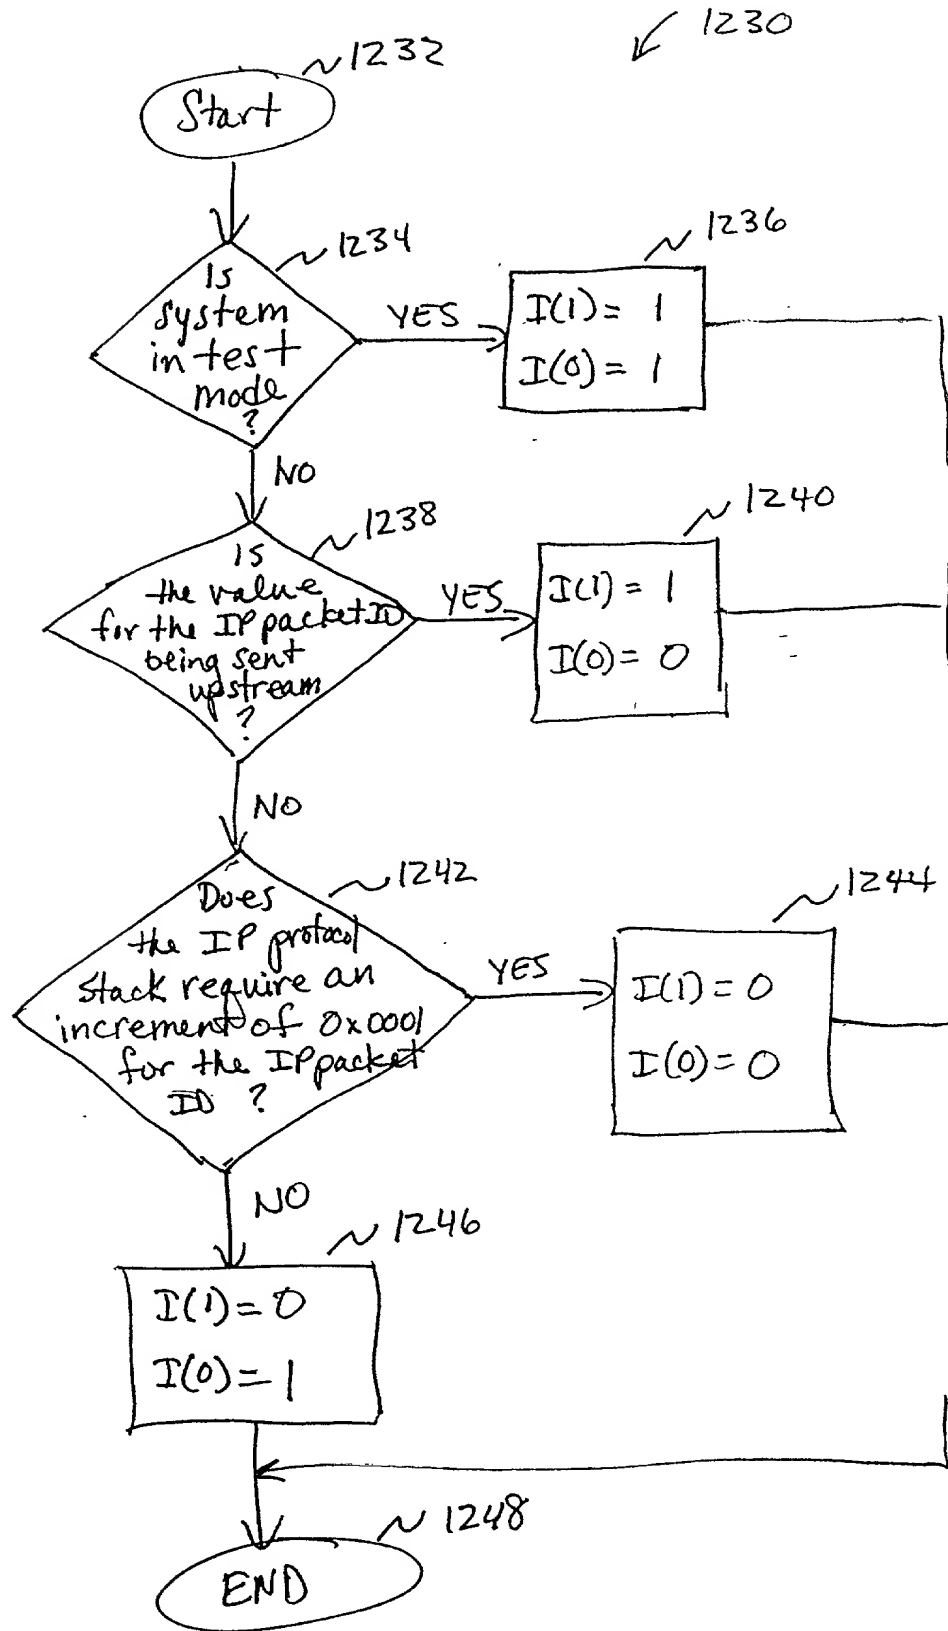 1230
1232
Start
1234
Is
system
in test
mode
?
YES
1236
I(1) = 1
I(0) = 1
NO
1238
Is
the value
for the IP packet ID
being sent
upstream
?
YES
1240
I(1) = 1
I(0) = 0
NO
1242
Does
the IP protocol
stack require an
increment of 0x0001
for the IP packet
ID ?
YES
1244
I(1) = 0
I(0) = 0
NO
1246
I(1) = 0
I(0) = 1
1248
END